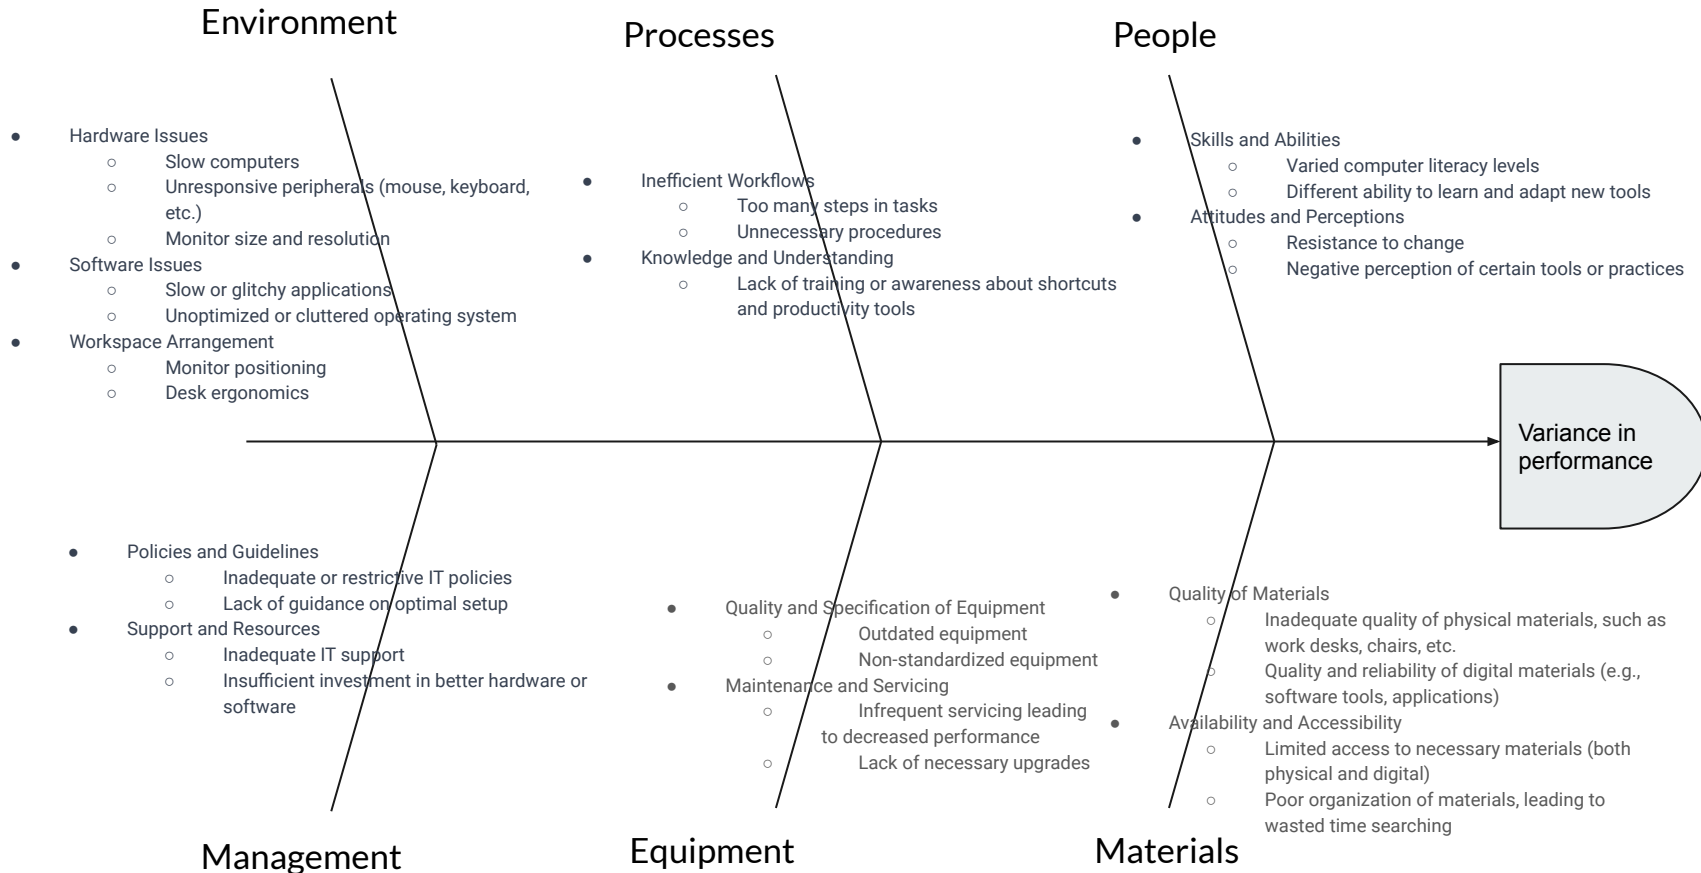 Environment
Processes
People
● Hardware Issues
○ Slow computers
○ Unresponsive peripherals (mouse, keyboard,
etc.)
○ Monitor size and resolution
● Software Issues
○ Slow or glitchy applications
○ Unoptimized or cluttered operating system
● Workspace Arrangement
○ Monitor positioning
○ Desk ergonomics
● Inefficient Workflows
○ Too many steps in tasks
○ Unnecessary procedures
● Knowledge and Understanding
○ Lack of training or awareness about shortcuts
and productivity tools
● Skills and Abilities
○ Varied computer literacy levels
○ Different ability to learn and adapt new tools
● Attitudes and Perceptions
○ Resistance to change
○ Negative perception of certain tools or practices
Variance in
performance
● Policies and Guidelines
○ Inadequate or restrictive IT policies
○ Lack of guidance on optimal setup
● Support and Resources
○ Inadequate IT support
○ Insufficient investment in better hardware or
software
● Quality and Specification of Equipment
○ Outdated equipment
○ Non-standardized equipment
● Maintenance and Servicing
○ Infrequent servicing leading
to decreased performance
○ Lack of necessary upgrades
● Quality of Materials
○ Inadequate quality of physical materials, such as
work desks, chairs, etc.
○ Quality and reliability of digital materials (e.g.,
software tools, applications)
● Availability and Accessibility
○ Limited access to necessary materials (both
physical and digital)
○ Poor organization of materials, leading to
wasted time searching
Management
Equipment
Materials